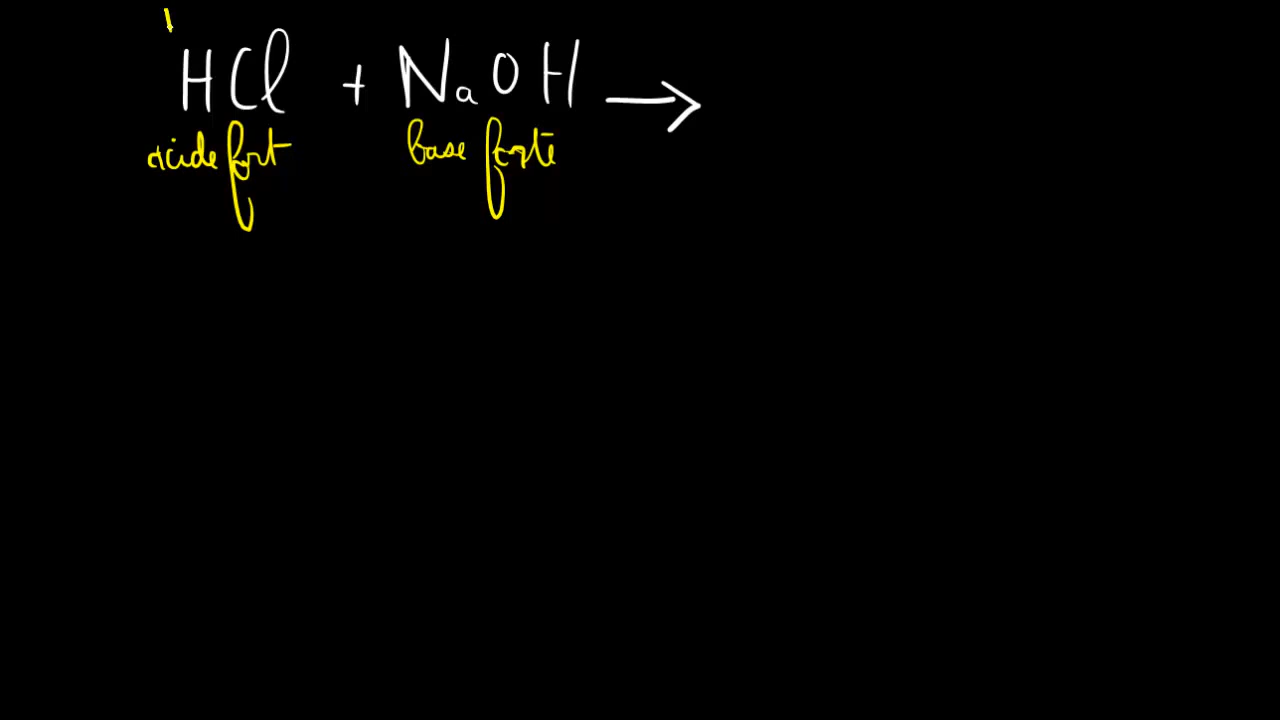 HCl + NaOH →
acide fort base forte